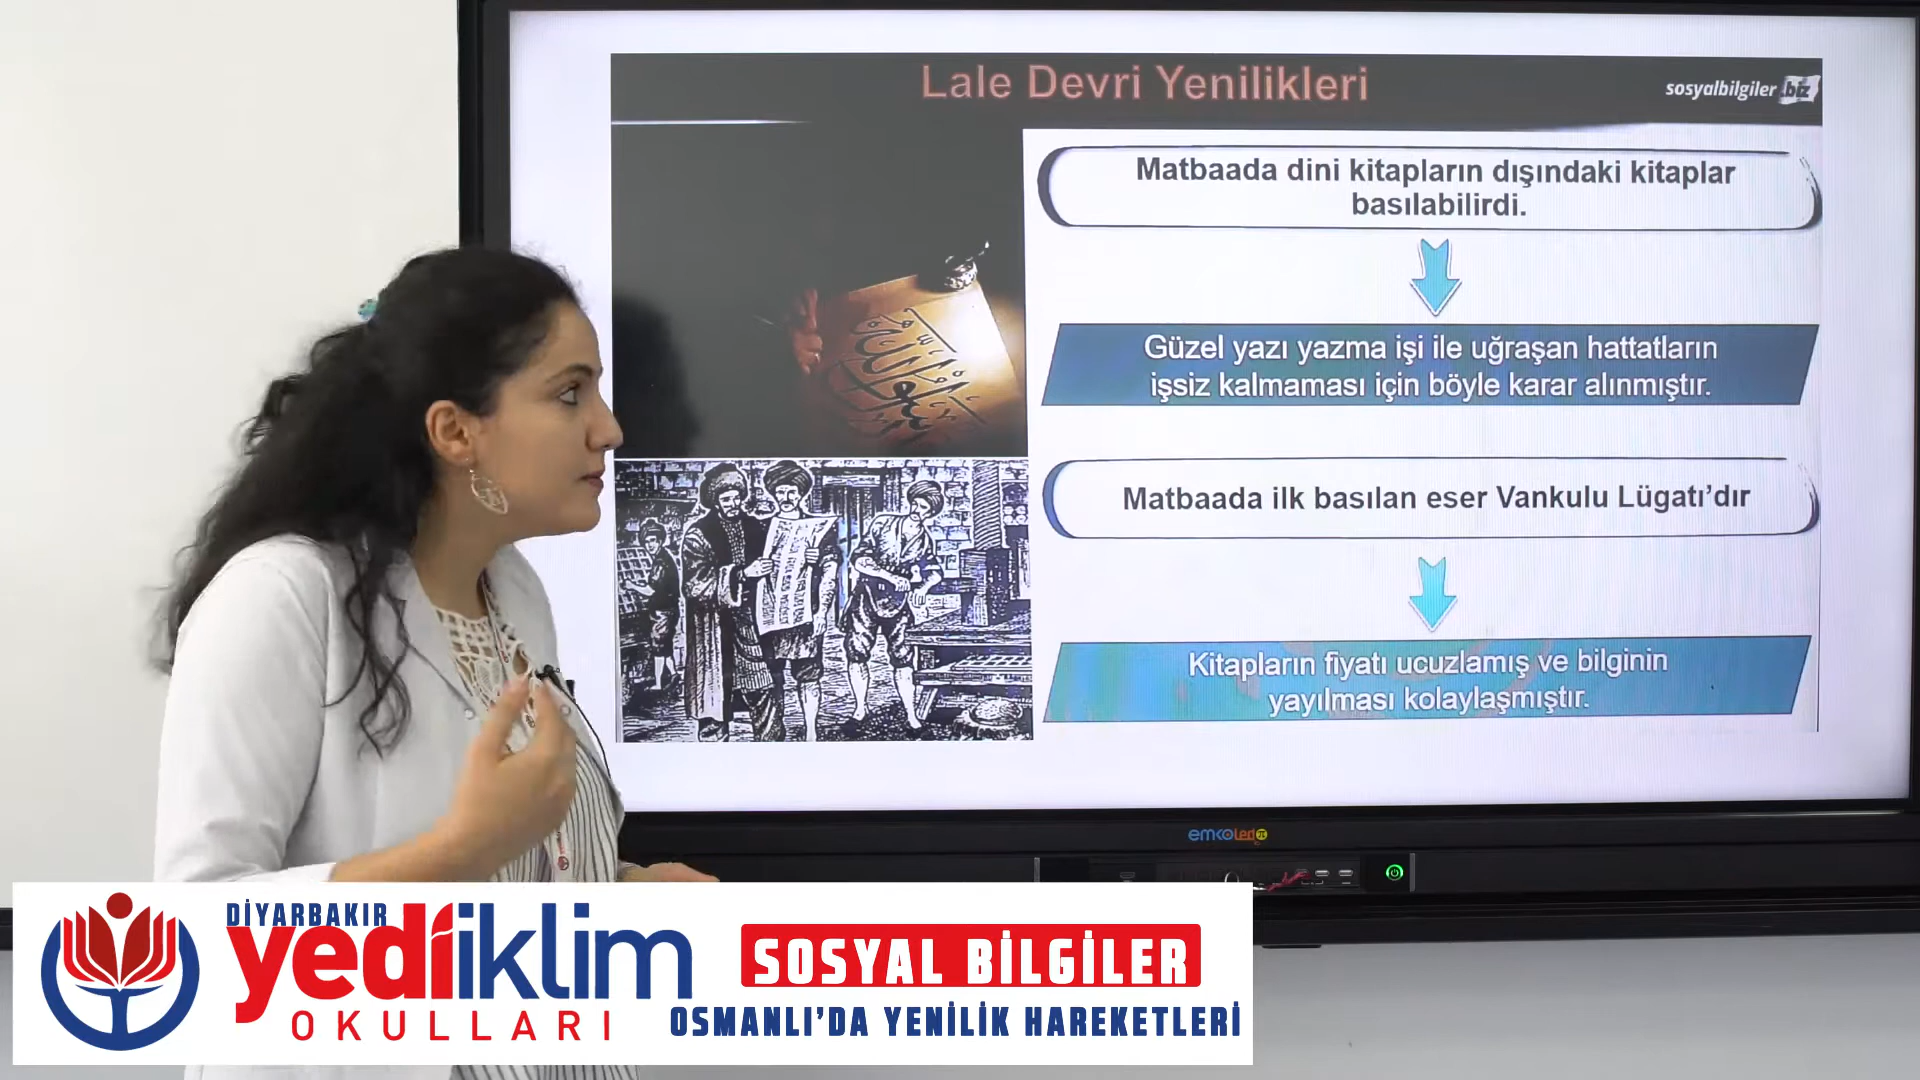 Lale Devri Yenilikleri
sosyalbilgiler.biz
Matbaada dini kitapların dışındaki kitaplar
basılabilirdi.
Güzel yazı yazma işi ile uğraşan hattatların
işsiz kalmaması için böyle karar alınmıştır.
Matbaada ilk basılan eser Vankulu Lügatı’dır
Kitapların fiyatı ucuzlamış ve bilginin
yayılması kolaylaşmıştır.
emkoLed
DİYARBAKIR
yediiklim
OKULLARI
SOSYAL BİLGİLER
OSMANLI’DA YENİLİK HAREKETLERİ